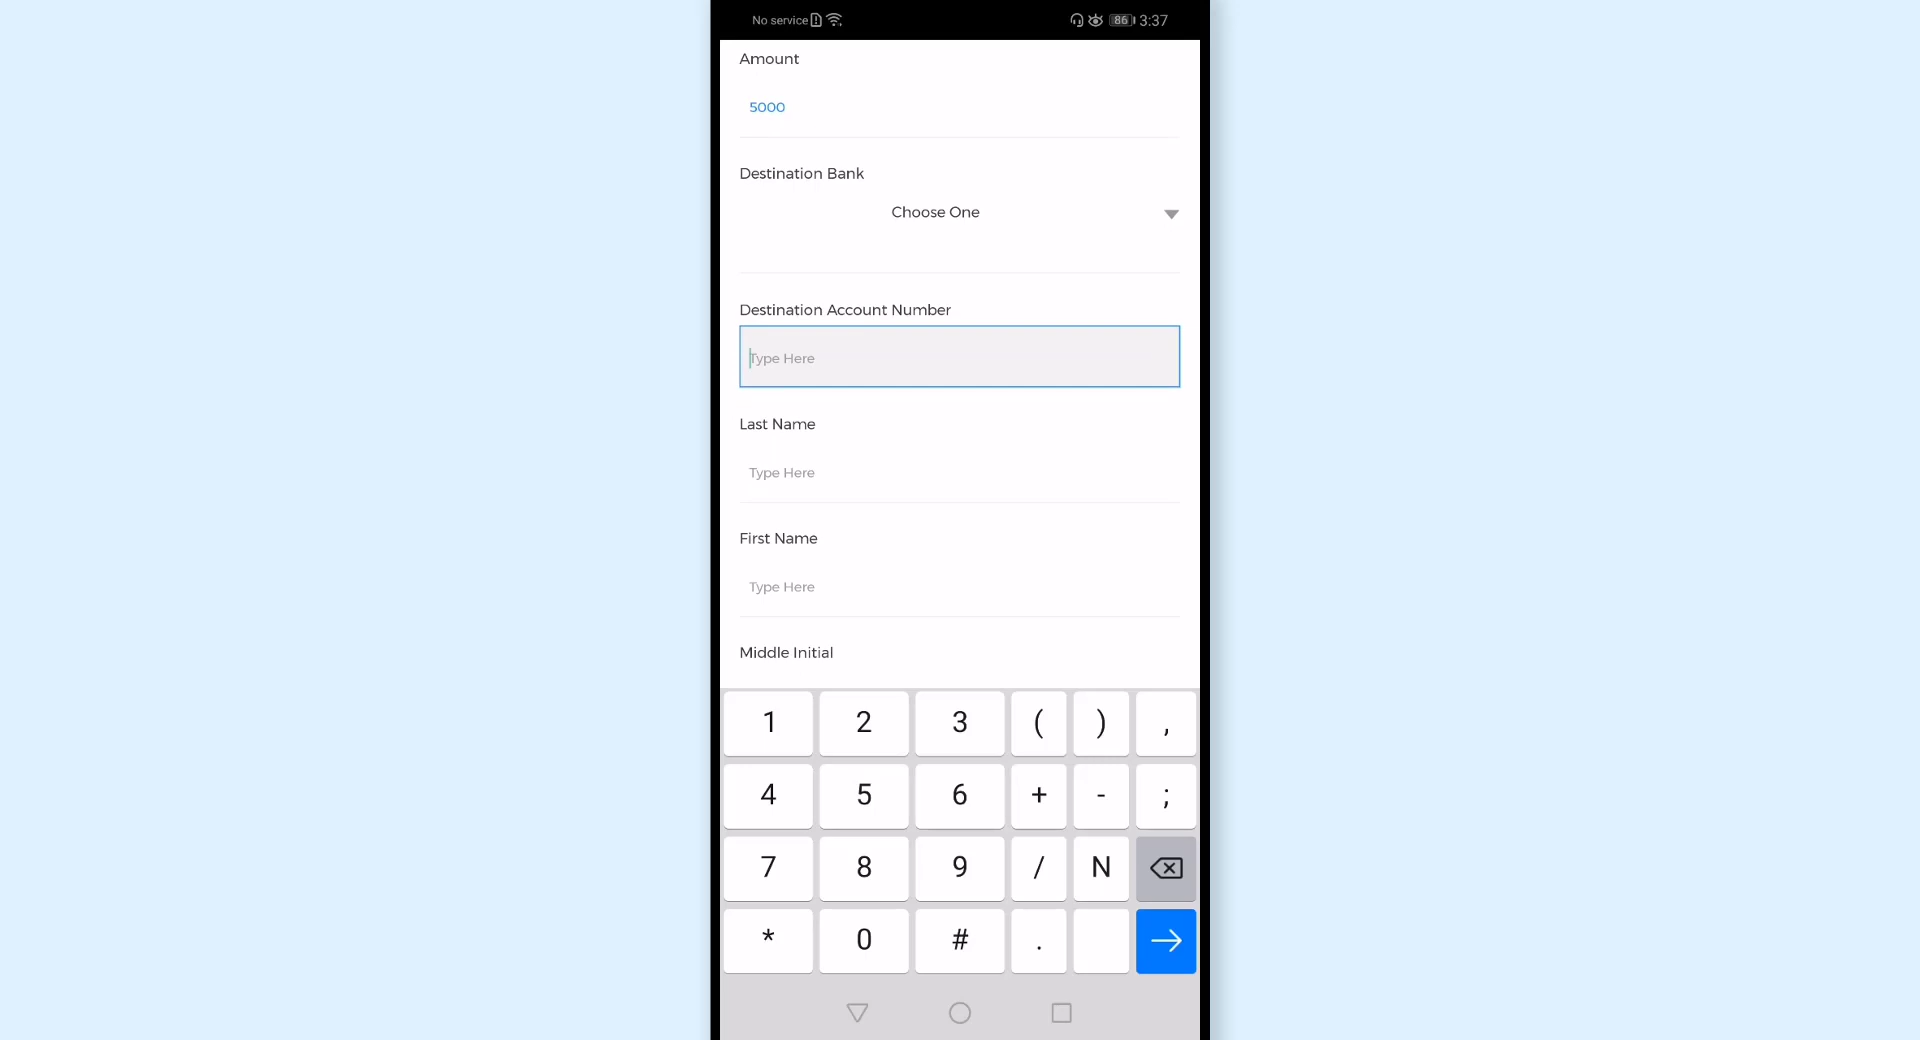 No service 86 3:37
Amount
5000
Destination Bank
Choose One
Destination Account Number
Type Here
Last Name
Type Here
First Name
Type Here
Middle Initial
1 2 3 ( ) ,
4 5 6 + - ;
7 8 9 / N
* 0 # .